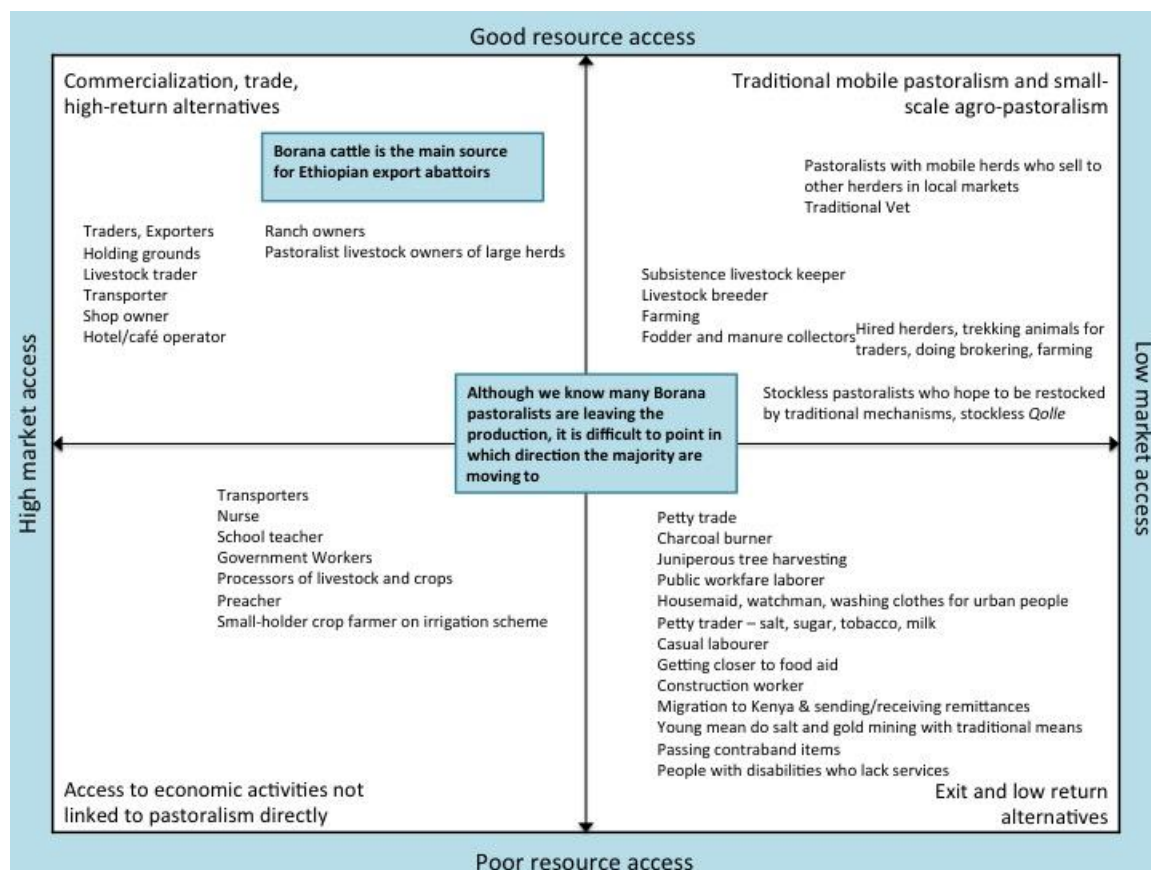 Good resource access
Commercialization, trade,
high-return alternatives
Borana cattle is the main source
for Ethiopian export abattoirs
Traders, Exporters
Holding grounds
Livestock trader
Transporter
Shop owner
Hotel/café operator
Ranch owners
Pastoralist livestock owners of large herds
Traditional mobile pastoralism and small-
scale agro-pastoralism
Pastoralists with mobile herds who sell to
other herders in local markets
Traditional Vet
Subsistence livestock keeper
Livestock breeder
Farming
Fodder and manure collectors
Hired herders, trekking animals for
traders, doing brokering, farming
Stockless pastoralists who hope to be restocked
by traditional mechanisms, stockless Qolle
High market access
Although we know many Borana
pastoralists are leaving the
production, it is difficult to point in
which direction the majority are
moving to
Low market access
Transporters
Nurse
School teacher
Government Workers
Processors of livestock and crops
Preacher
Small-holder crop farmer on irrigation scheme
Access to economic activities not
linked to pastoralism directly
Petty trade
Charcoal burner
Juniperous tree harvesting
Public workfare laborer
Housemaid, watchman, washing clothes for urban people
Petty trader – salt, sugar, tobacco, milk
Casual labourer
Getting closer to food aid
Construction worker
Migration to Kenya & sending/receiving remittances
Young mean do salt and gold mining with traditional means
Passing contraband items
People with disabilities who lack services
Exit and low return
alternatives
Poor resource access